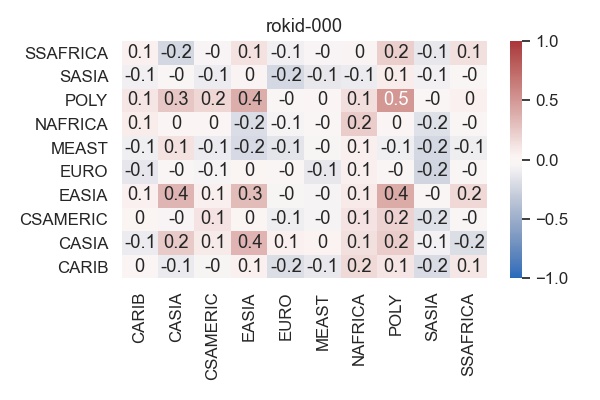 rokid-000
SSAFRICA 0.1 -0.2 -0 0.1 -0.1 -0 0 0.2 -0.1 0.1
SASIA -0.1 -0 -0.1 0 -0.2 -0.1 -0.1 0.1 -0.1 -0
POLY 0.1 0.3 0.2 0.4 -0 0 0.1 0.5 -0 0
NAFRICA 0.1 0 0 -0.2 -0.1 -0 0.2 0 -0.2 -0
MEAST -0.1 0.1 -0.1 -0.2 -0.1 -0 0.1 -0.1 -0.2 -0.1
EURO -0.1 -0 -0.1 0 -0 -0.1 0 -0 -0.2 -0
EASIA 0.1 0.4 0.1 0.3 -0 -0 0.1 0.4 -0 0.2
CSAMERIC 0 -0 0.1 0 -0.1 -0 0.1 0.2 -0.2 -0
CASIA -0.1 0.2 0.1 0.4 0.1 0 0.1 0.2 -0.1 -0.2
CARIB 0 -0.1 -0 0.1 -0.2 -0.1 0.2 0.1 -0.2 0.1
CARIB CASIA CSAMERIC EASIA EURO MEAST NAFRICA POLY SASIA SSAFRICA
1.0
0.5
0.0
−0.5
−1.0